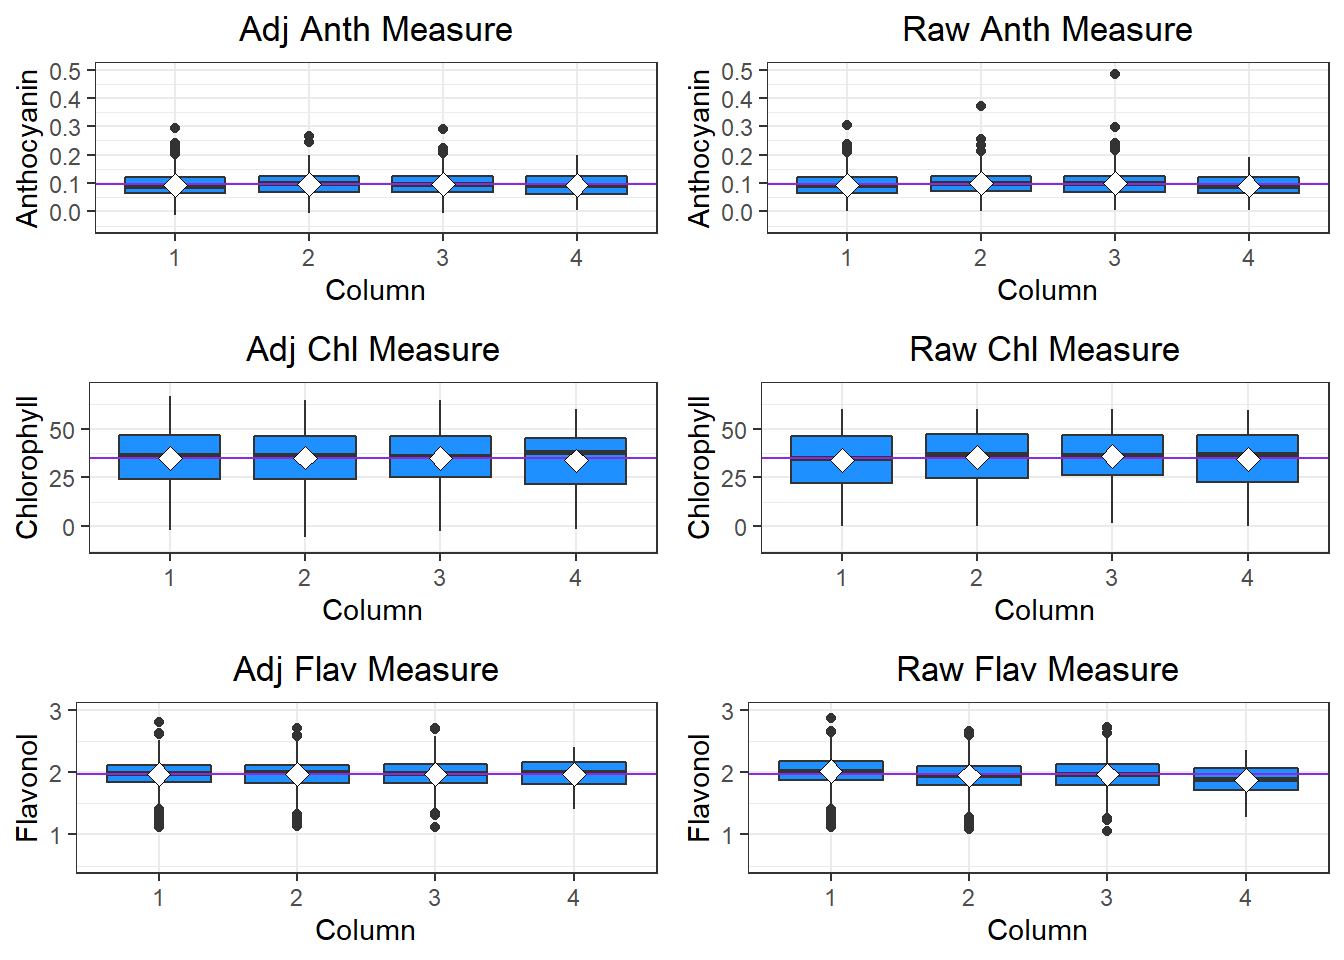 Adj Anth Measure
Raw Anth Measure
Anthocyanin
0.5
0.4
0.3
0.2
0.1
0.0
1 2 3 4
Column
Anthocyanin
0.5
0.4
0.3
0.2
0.1
0.0
1 2 3 4
Column
Adj Chl Measure
Raw Chl Measure
Chlorophyll
50
25
0
1 2 3 4
Column
Chlorophyll
50
25
0
1 2 3 4
Column
Adj Flav Measure
Raw Flav Measure
Flavonol
3
2
1
1 2 3 4
Column
Flavonol
3
2
1
1 2 3 4
Column